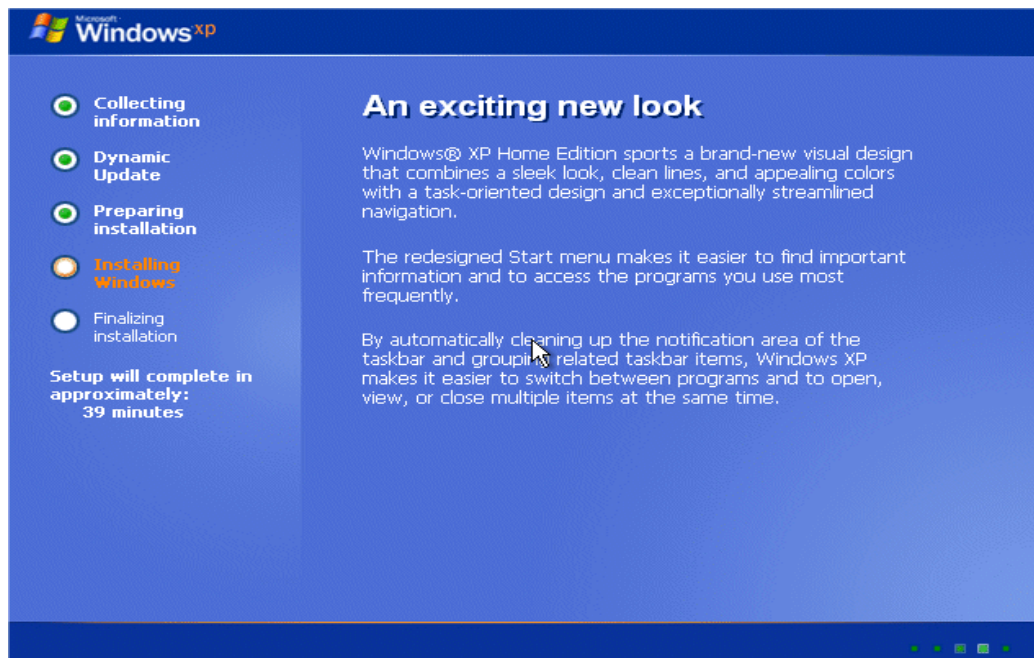 Microsoft
Windows xp
Collecting
information
Dynamic
Update
Preparing
installation
Installing
Windows
Finalizing
installation
Setup will complete in
approximately:
39 minutes
An exciting new look
Windows® XP Home Edition sports a brand-new visual design
that combines a sleek look, clean lines, and appealing colors
with a task-oriented design and exceptionally streamlined
navigation.
The redesigned Start menu makes it easier to find important
information and to access the programs you use most
frequently.
By automatically cleaning up the notification area of the
taskbar and grouping related taskbar items, Windows XP
makes it easier to switch between programs and to open,
view, or close multiple items at the same time.